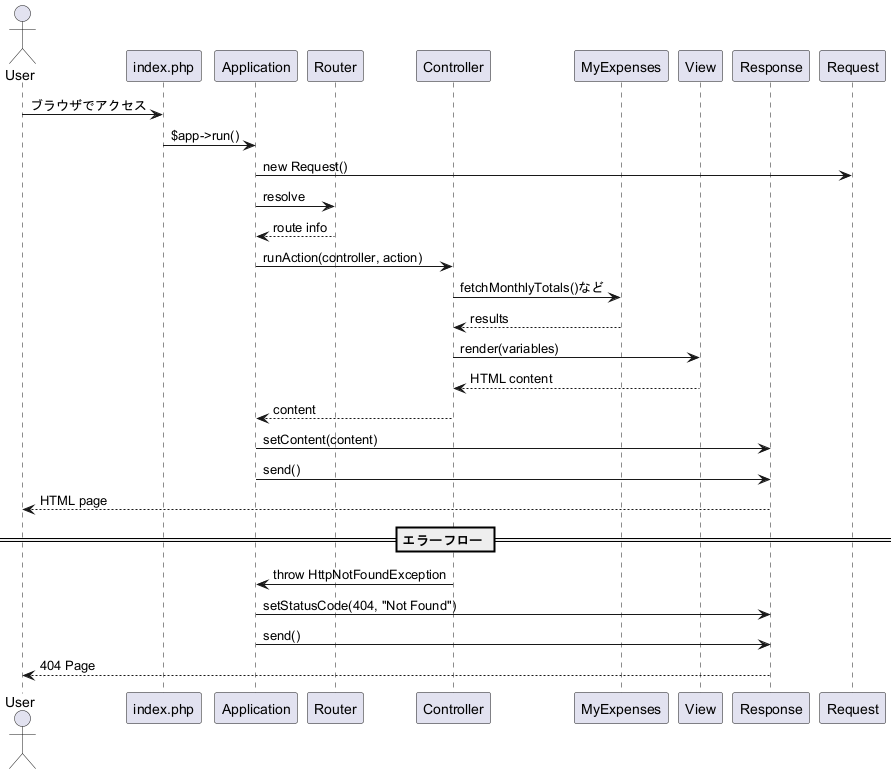 User
index.php
Application
Router
Controller
MyExpenses
View
Response
Request
ブラウザでアクセス
$app->run()
new Request()
resolve
route info
runAction(controller, action)
fetchMonthlyTotals()など
results
render(variables)
HTML content
content
setContent(content)
send()
HTML page
エラーフロー
throw HttpNotFoundException
setStatusCode(404, "Not Found")
send()
404 Page
User
index.php
Application
Router
Controller
MyExpenses
View
Response
Request